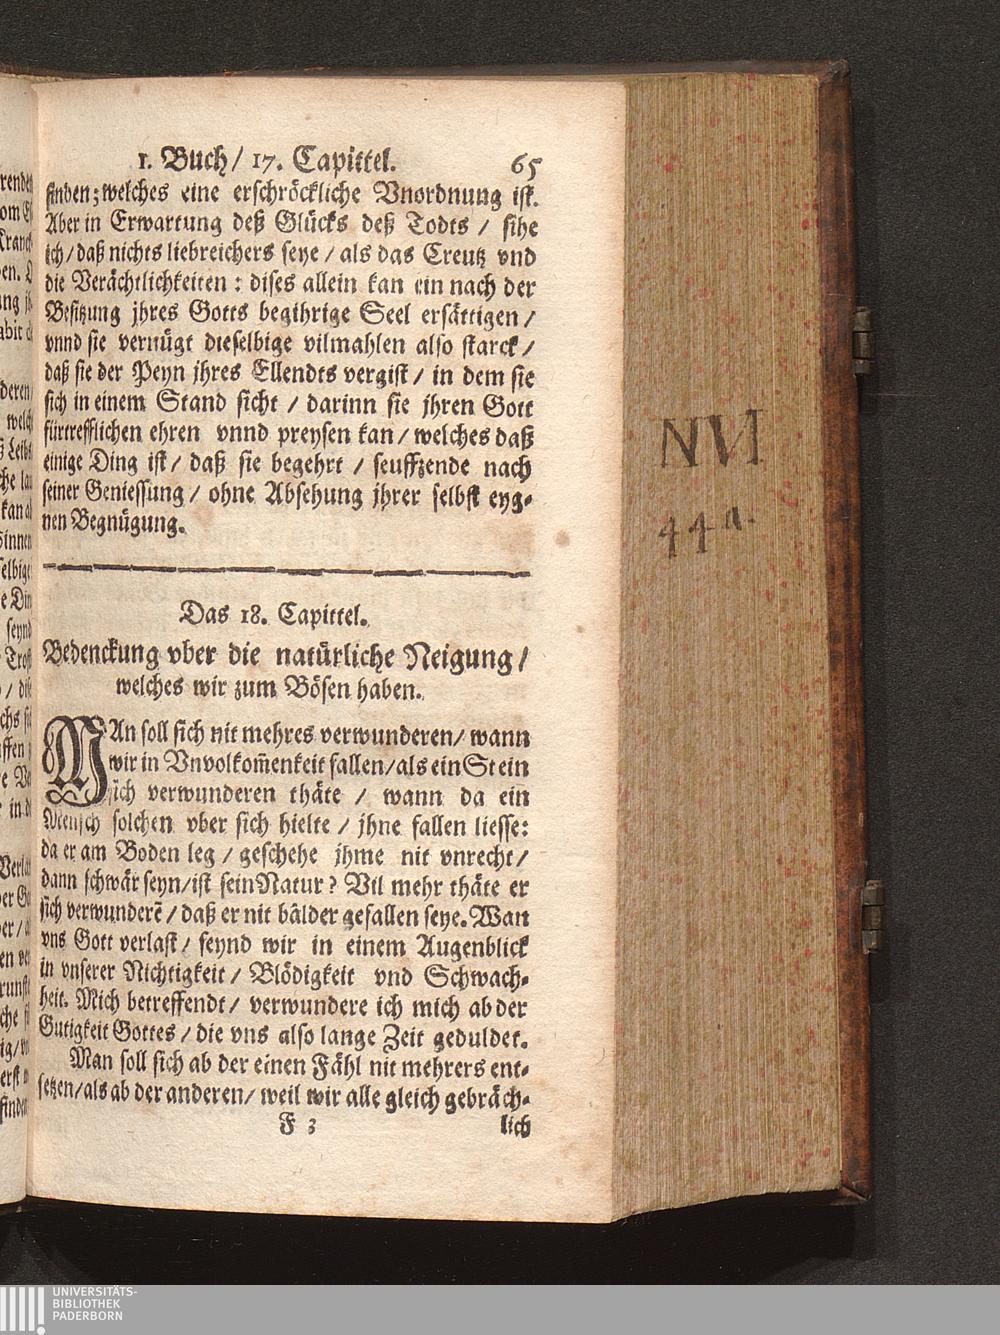 1. Buch/ 17. Capittel. 65
finden; welches eine erschröckliche Vnordnung ist.
Aber in Erwartung deß Glücks deß Todts / sihe
ich / daß nichts liebreichers seye / als das Creutz vnd
die Verächtlichkeiten : dises allein kan ein nach der
Besitzung jhres Gotts begihrige Seel ersättigen /
vnnd sie vernügt dieselbige vilmahlen also starck /
daß sie der Peyn jhres Ellendts vergist / in dem sie
sich in einem Stand sicht / darinn sie jhren Gott
fürtrefflichen ehren vnnd preysen kan / welches daß
einige Ding ist / daß sie begehrt / seufftzende nach
seiner Geniessung / ohne Absehung jhrer selbst eyg-
nen Begnügung.
Das 18. Capittel.
Bedenckung vber die natürliche Neigung /
welches wir zum Bösen haben.
MAn soll sich nit mehres verwunderen / wann
wir in Vnvolkom̃enkeit fallen / als ein Stein
sich verwunderen thäte / wann da ein
Mensch solchen vber sich hielte / jhne fallen liesse:
da er am Boden leg / geschehe jhme nit vnrecht /
dann schwär seyn / ist sein Natur ? Vil mehr thäte er
sich verwunderẽ / daß er nit bälder gefallen seye. Wan
vns Gott verlast / seynd wir in einem Augenblick
in vnserer Nichtigkeit / Blödigkeit vnd Schwach-
heit. Mich betreffendt / verwundere ich mich ab der
Gutigkeit Gottes / die vns also lange Zeit geduldet.
Man soll sich ab der einen Fähl nit mehrers ent-
setzen / als ab der anderen / weil wir alle gleich gebräch-
F 3 lich
NVI
44a.
UNIVERSITÄTS-
BIBLIOTHEK
PADERBORN